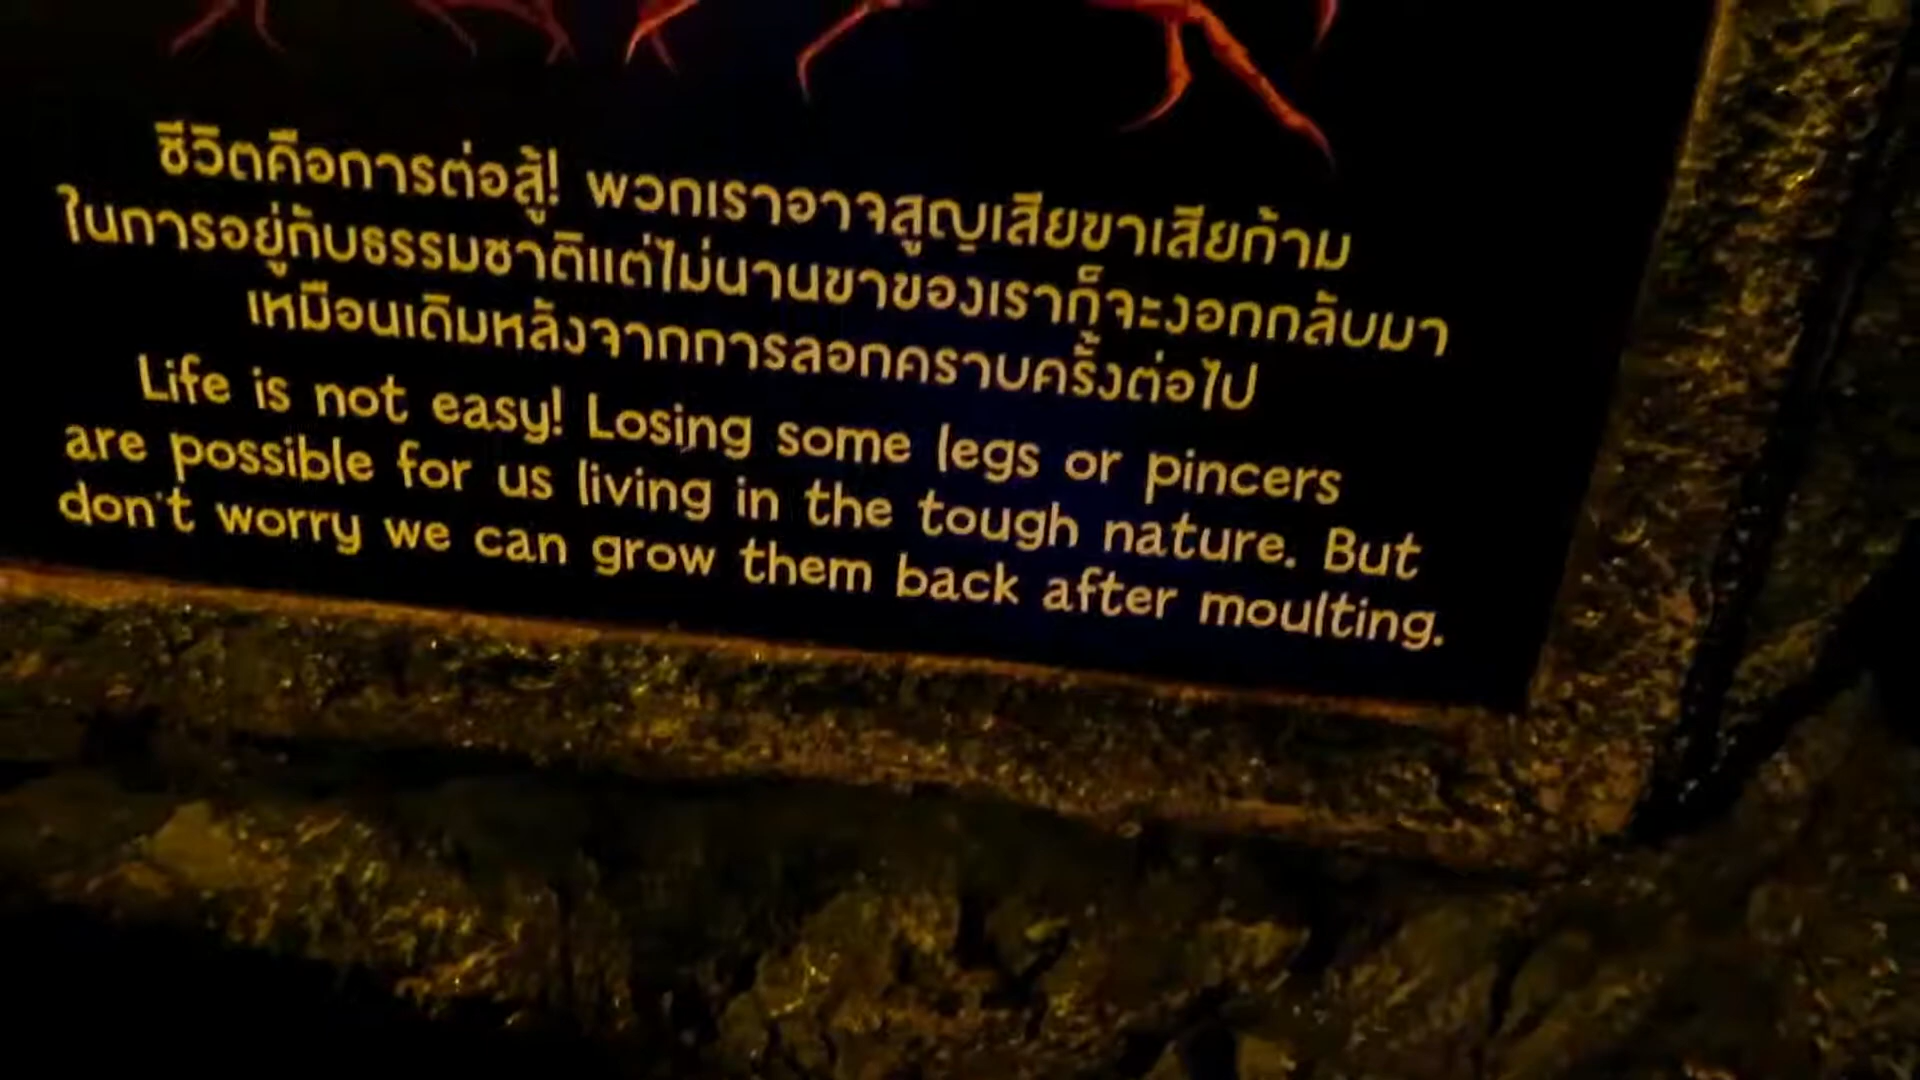 ชีวิตคือการต่อสู้! พวกเราอาจสูญเสียขาเสียก้าม
ในการอยู่กับธรรมชาติแต่ไม่นานขาของเราก็จะงอกกลับมา
เหมือนเดิมหลังจากการลอกคราบครั้งต่อไป
Life is not easy! Losing some legs or pincers
are possible for us living in the tough nature. But
don't worry we can grow them back after moulting.